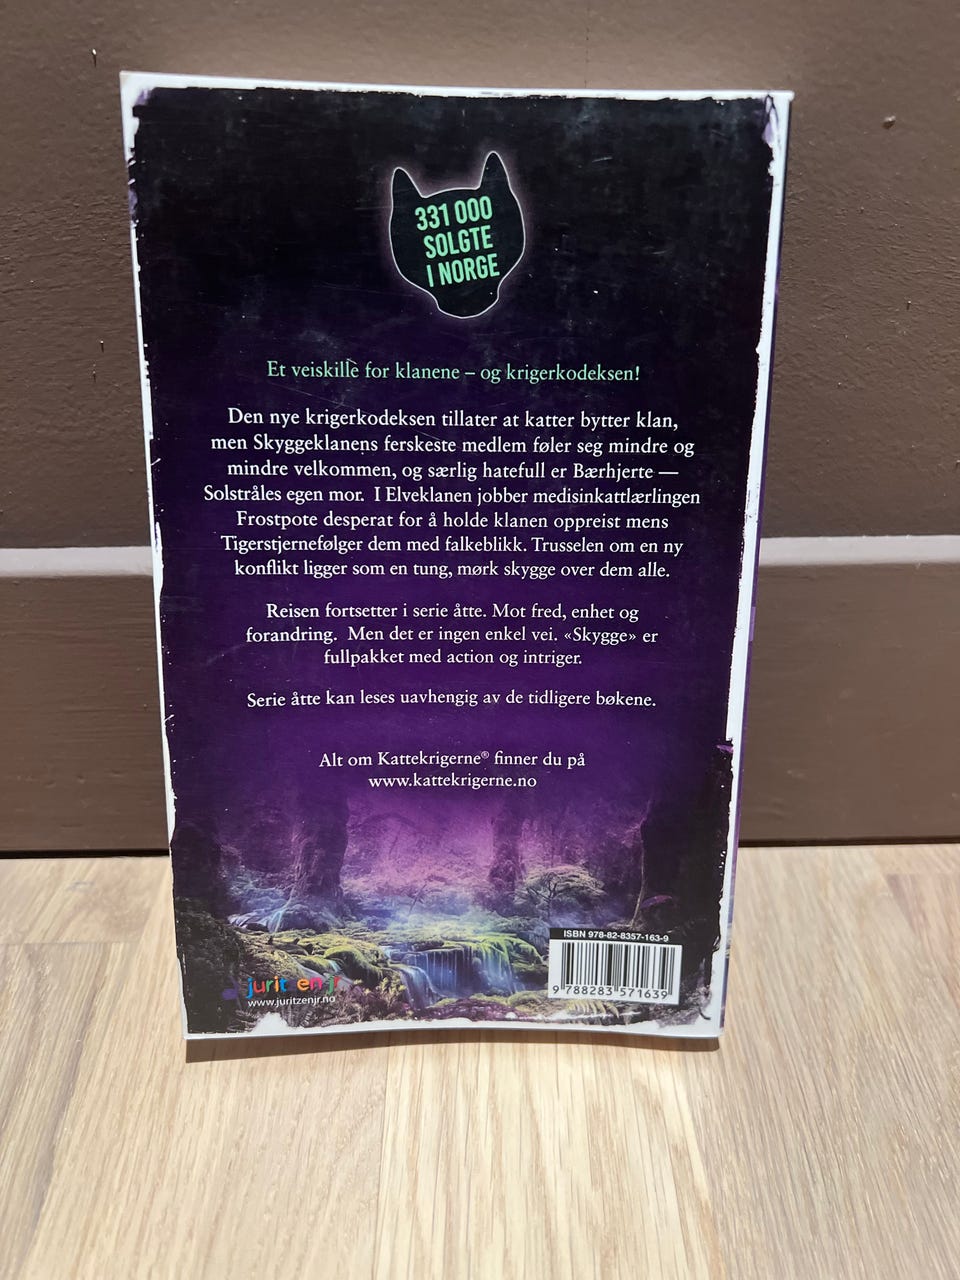 331 000
SOLGTE
I NORGE
Et veiskille for klanene – og krigerkodeksen!
Den nye krigerkodeksen tillater at katter bytter klan,
men Skyggeklanens ferskeste medlem føler seg mindre og
mindre velkommen, og særlig hatefull er Bærhjerte —
Solstråles egen mor. I Elveklanen jobber medisinkattlærlingen
Frostpote desperat for å holde klanen oppreist mens
Tigerstjernefølger dem med falkeblikk. Trusselen om en ny
konflikt ligger som en tung, mørk skygge over dem alle.
Reisen fortsetter i serie åtte. Mot fred, enhet og
forandring. Men det er ingen enkel vei. «Skygge» er
fullpakket med action og intriger.
Serie åtte kan leses uavhengig av de tidligere bøkene.
Alt om Kattekrigerne® finner du på
www.kattekrigerne.no
ISBN 978-82-8357-163-9
9 788283 571639
juritzen jr
www.juritzenjr.no